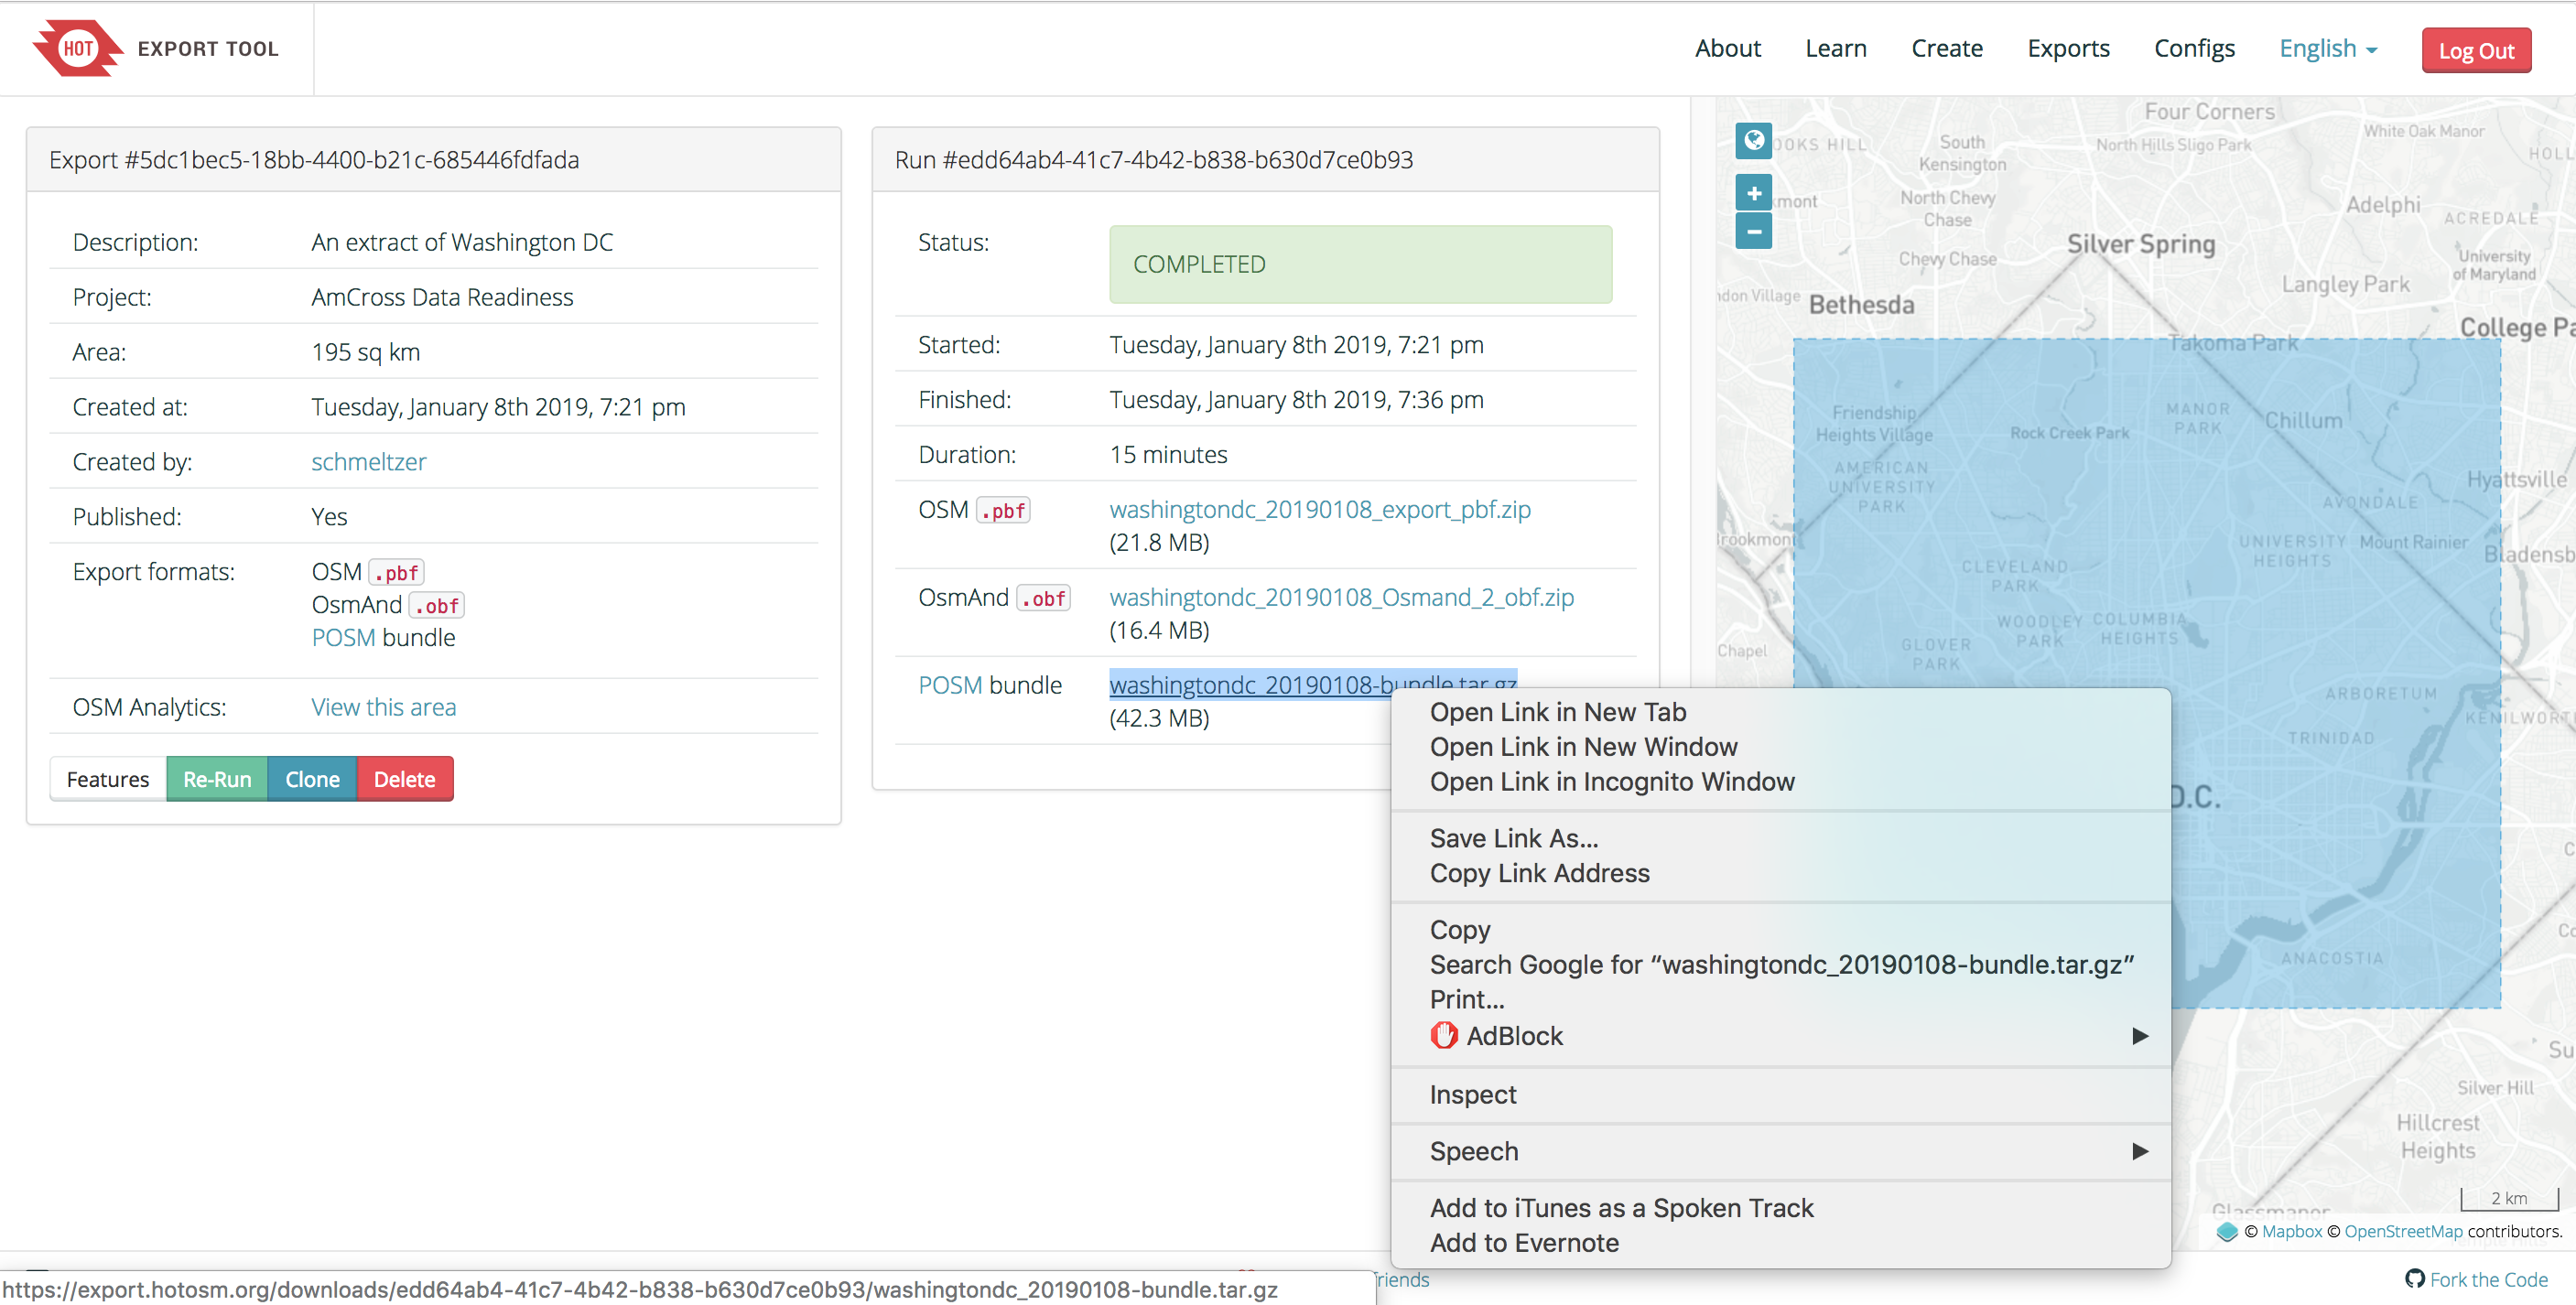 HOT EXPORT TOOL
About Learn Create Exports Configs English Log Out
Export #5dc1bec5-18bb-4400-b21c-685446fdfada
Description: An extract of Washington DC
Project: AmCross Data Readiness
Area: 195 sq km
Created at: Tuesday, January 8th 2019, 7:21 pm
Created by: schmeltzer
Published: Yes
Export formats: OSM .pbf
OsmAnd .obf
POSM bundle
OSM Analytics: View this area
Features Re-Run Clone Delete
Run #edd64ab4-41c7-4b42-b838-b630d7ce0b93
Status: COMPLETED
Started: Tuesday, January 8th 2019, 7:21 pm
Finished: Tuesday, January 8th 2019, 7:36 pm
Duration: 15 minutes
OSM .pbf washingtondc_20190108_export_pbf.zip
(21.8 MB)
OsmAnd .obf washingtondc_20190108_Osmand_2_obf.zip
(16.4 MB)
POSM bundle washingtondc_20190108-bundle.tar.gz
(42.3 MB)
Open Link in New Tab
Open Link in New Window
Open Link in Incognito Window
Save Link As...
Copy Link Address
Copy
Search Google for “washingtondc_20190108-bundle.tar.gz”
Print...
AdBlock
Inspect
Speech
Add to iTunes as a Spoken Track
Add to Evernote
Four Corners
White Oak Manor
OOKS HILL
South
Kensington
North Hills Sligo Park
HOLL
+
kmont
North Chevy
Chase
Adelphi
ACREDALE
−
Silver Spring
Chevy Chase
University
of Maryland
Langley Park
ndon Village
Bethesda
College Pa
Takoma Park
Friendship
Heights Village
Rock Creek Park
MANOR
PARK
Chillum
AMERICAN
UNIVERSITY
PARK
Hyattsville
AVONDALE
Brookmont
UNIVERSITY
HEIGHTS
Mount Rainier
Bladensb
CLEVELAND
PARK
WOODLEY
PARK
COLUMBIA
HEIGHTS
GLOVER
PARK
Chapel
ARBORETUM
KENILWORT
TRINIDAD
D.C.
ANACOSTIA
Su
Silver Hill
Hillcrest
Heights
Glassmanor
2 km
© Mapbox © OpenStreetMap contributors.
friends
Fork the Code
https://export.hotosm.org/downloads/edd64ab4-41c7-4b42-b838-b630d7ce0b93/washingtondc_20190108-bundle.tar.gz